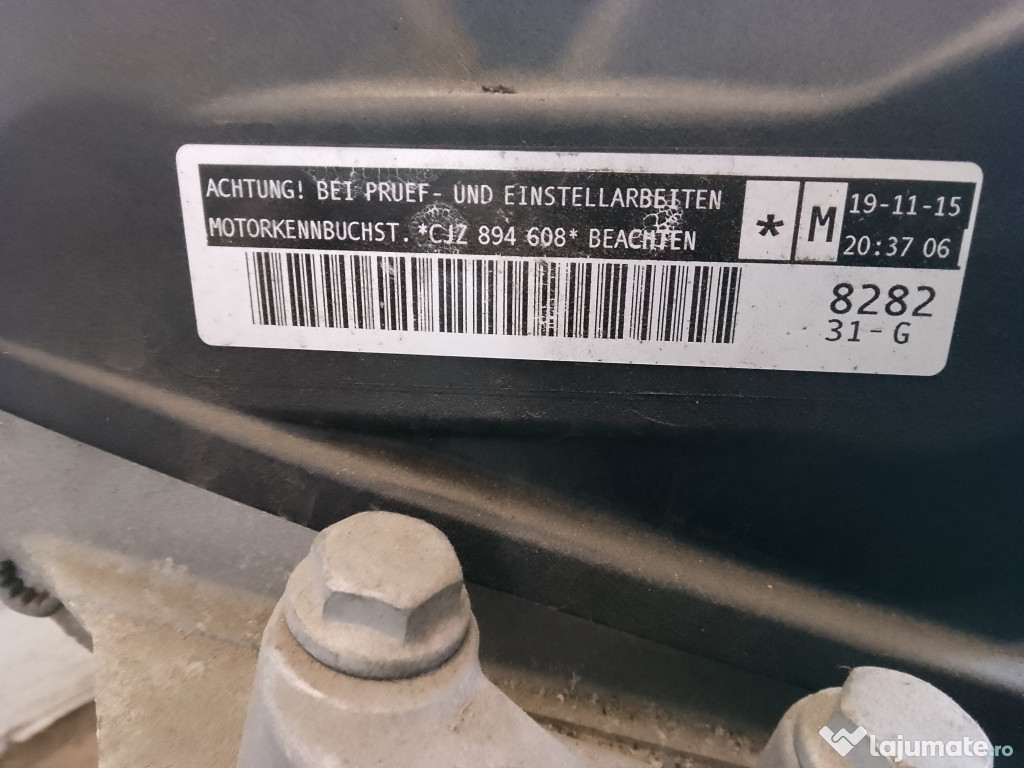 ACHTUNG! BEI PRUEF- UND EINSTELLARBEITEN
MOTORKENNBUCHST. *CJZ 894 608* BEACHTEN
* M
19-11-15
20:37 06
8282
31-G
lajumate.ro